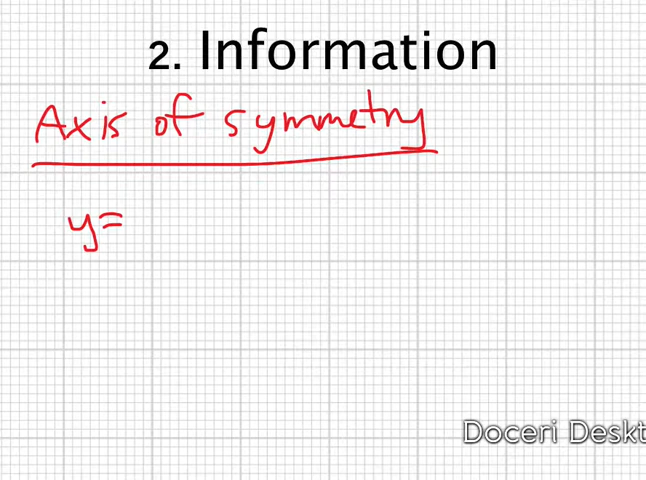 2. Information
Axis of symmetry
y=
Doceri Deskt